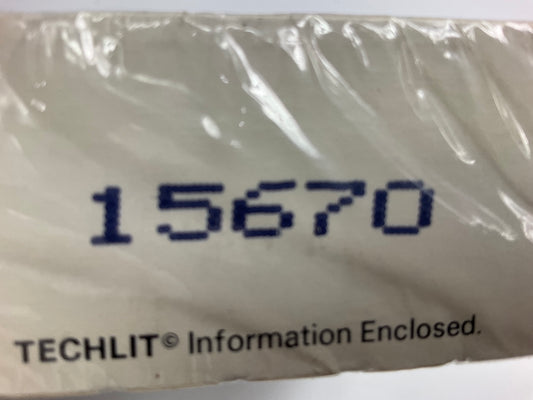 15670
TECHLIT© Information Enclosed.